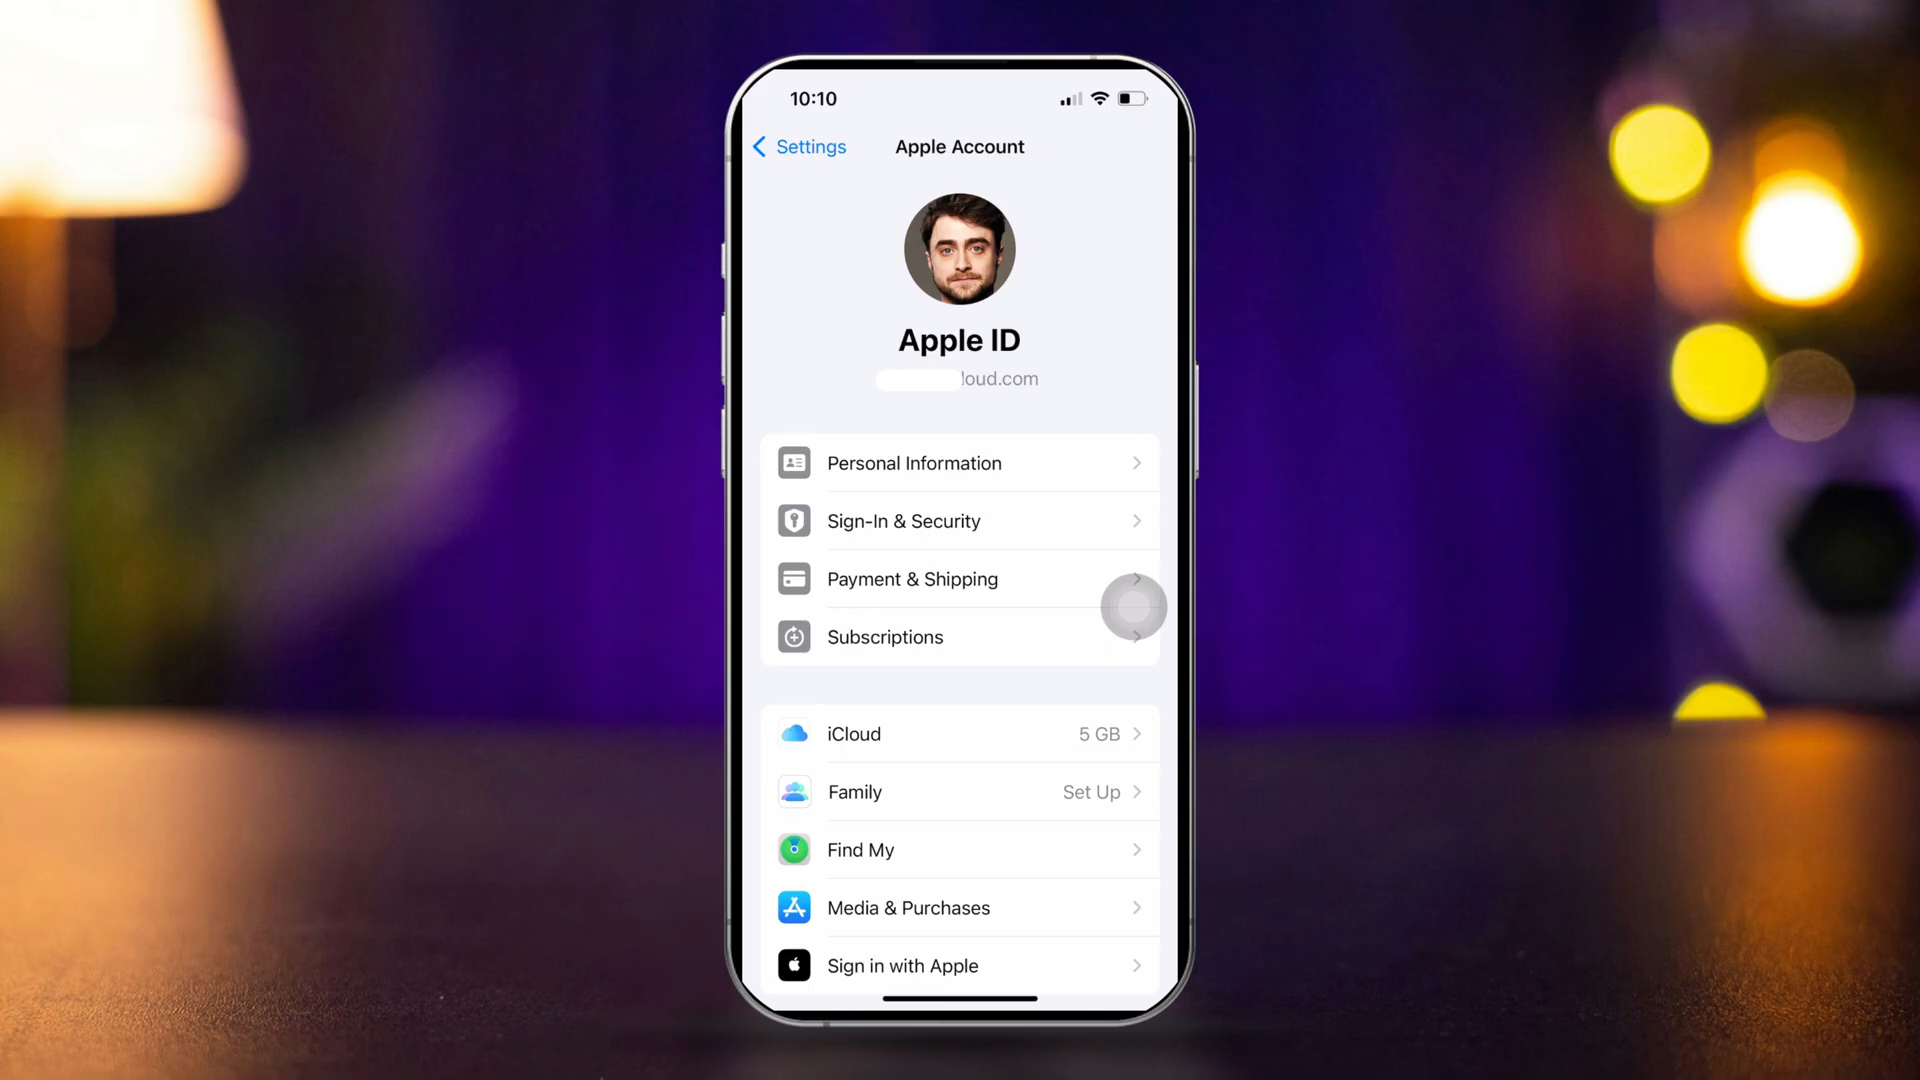 10:10
Settings
Apple Account
Apple ID
loud.com
Personal Information
Sign-In & Security
Payment & Shipping
Subscriptions
iCloud 5 GB
Family Set Up
Find My
Media & Purchases
Sign in with Apple